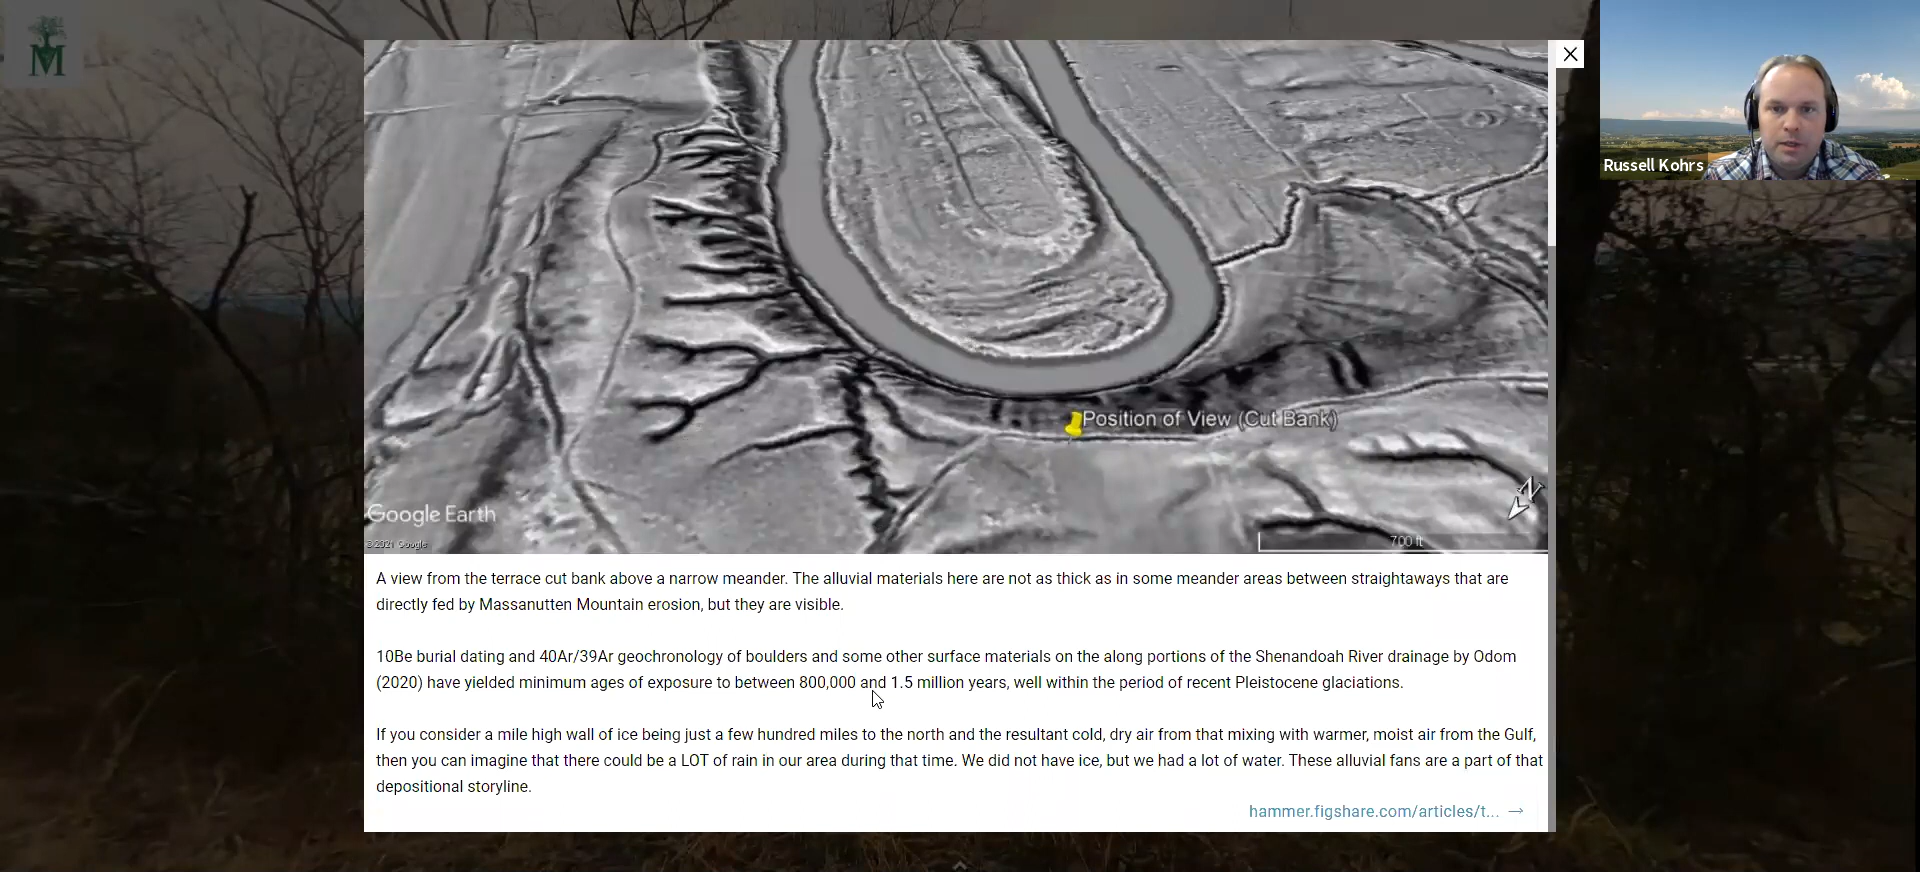 M
Russell Kohrs
Position of View (Cut Bank)
N
Google Earth
©2021 Google
700 ft
A view from the terrace cut bank above a narrow meander. The alluvial materials here are not as thick as in some meander areas between straightaways that are
directly fed by Massanutten Mountain erosion, but they are visible.
10Be burial dating and 40Ar/39Ar geochronology of boulders and some other surface materials on the along portions of the Shenandoah River drainage by Odom
(2020) have yielded minimum ages of exposure to between 800,000 and 1.5 million years, well within the period of recent Pleistocene glaciations.
If you consider a mile high wall of ice being just a few hundred miles to the north and the resultant cold, dry air from that mixing with warmer, moist air from the Gulf,
then you can imagine that there could be a LOT of rain in our area during that time. We did not have ice, but we had a lot of water. These alluvial fans are a part of that
depositional storyline.
hammer.figshare.com/articles/t... →